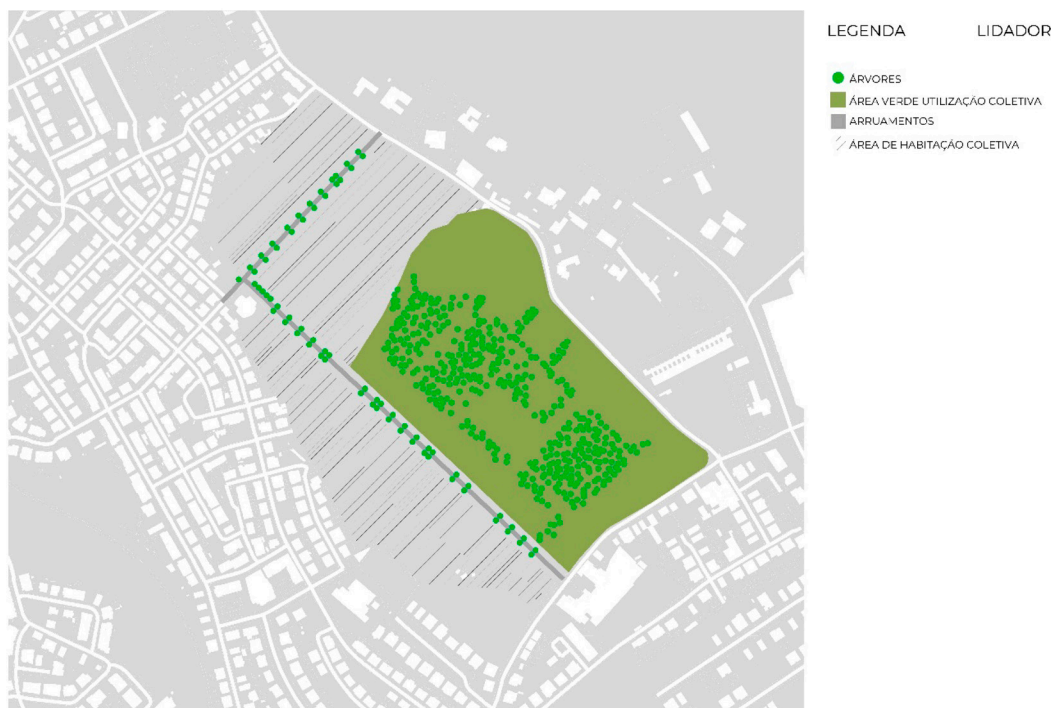 LEGENDA LIDADOR
ÁRVORES
ÁREA VERDE UTILIZAÇÃO COLETIVA
ARRUAMENTOS
ÁREA DE HABITAÇÃO COLETIVA